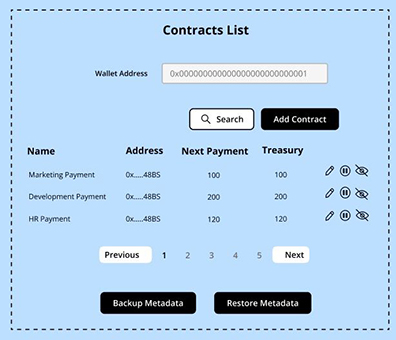 Contracts List
Wallet Address 0x0000000000000000000000000001
Search Add Contract
Name Address Next Payment Treasury
Marketing Payment 0x.....48BS 100 100
Development Payment 0x.....48BS 200 200
HR Payment 0x.....48BS 120 120
Previous 1 2 3 4 5 Next
Backup Metadata Restore Metadata